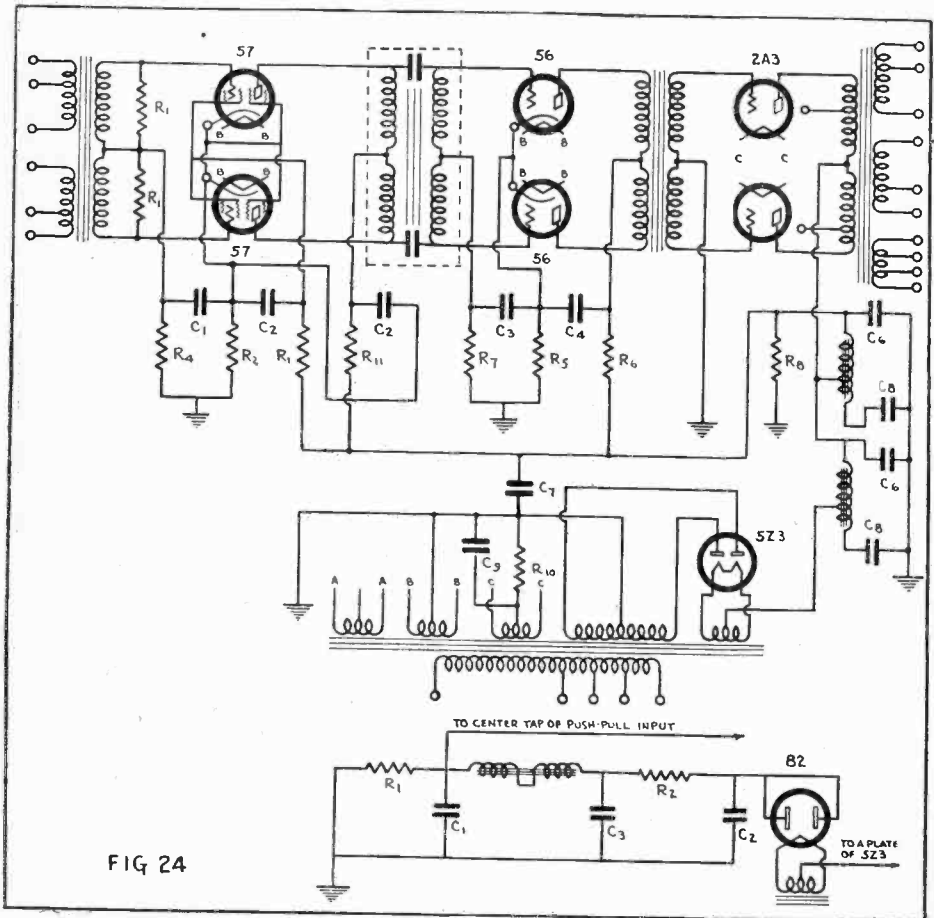 57
56
2A3
R1
R1
B
B
B
B
B
B
B
B
C
C
57
56
C1
C2
C2
C3
C4
C6
R4
R2
R1
R11
R7
R5
R6
R8
C8
C6
C8
C7
5Z3
C9
R10
A
A
B
B
C
C
TO CENTER TAP OF PUSH-PULL INPUT
82
R1
R2
C1
C3
C2
TO A PLATE
OF 5Z3
FIG 24